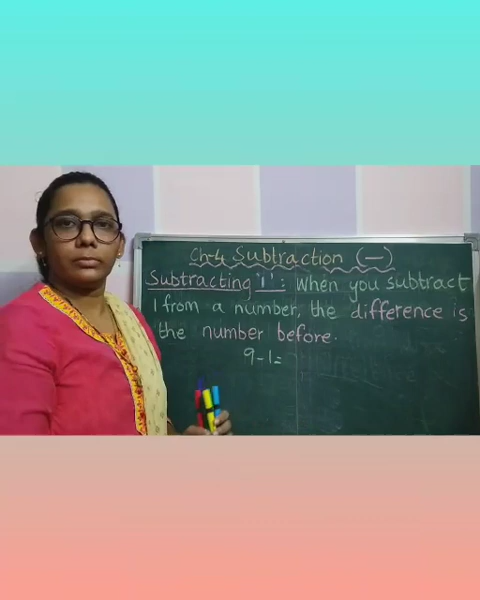 Ch-4 Subtraction (—)
Subtracting '1': When you subtract
1 from a number, the difference is
the number before.
9-1=